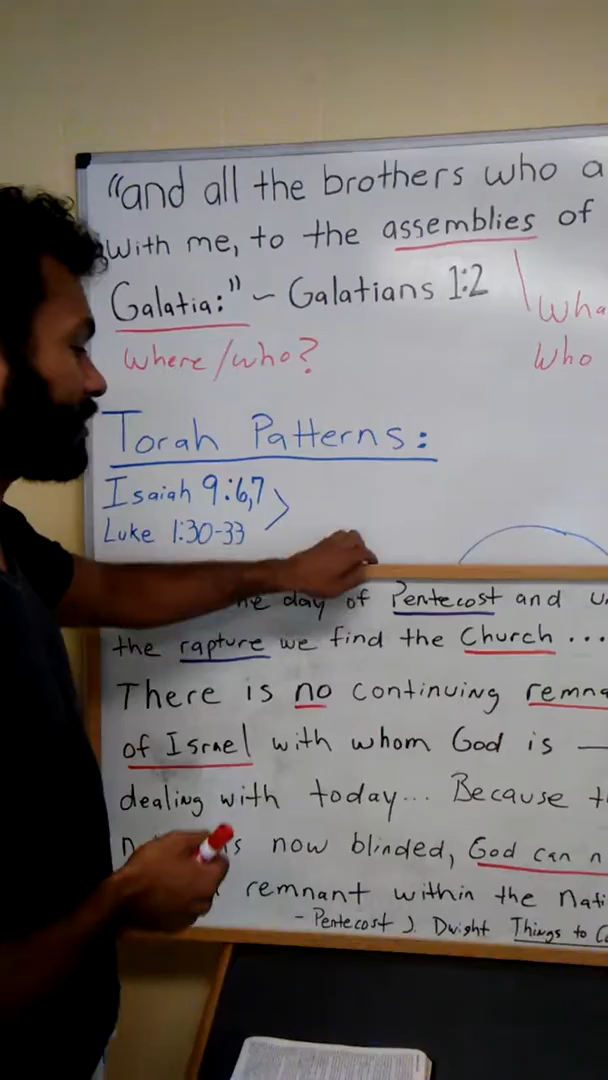 "and all the brothers who a
with me, to the assemblies of
Galatia:" - Galatians 1:2
Wha
Where/who?
Who
Torah Patterns:
Isaiah 9:6,7
Luke 1:30-33
day of Pentecost and
the rapture we find the Church...
There is no continuing remna
of Israel with whom God is —
dealing with today... Because
now blinded, God can n
remnant within the nati
- Pentecost J. Dwight Things to Co